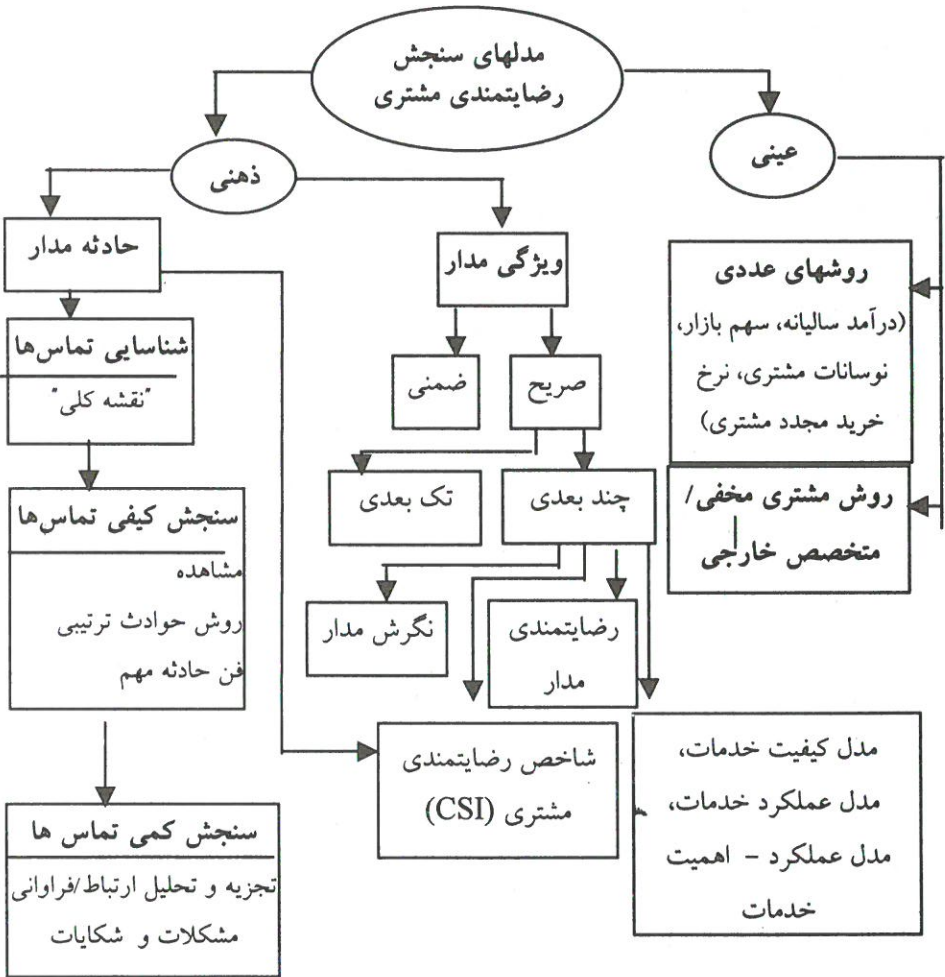 مدلهای سنجش
رضایتمندی مشتری
عینی
ذهنی
حادثه مدار
ویژگی مدار
روشهای عددی
(درآمد سالیانه، سهم بازار،
نوسانات مشتری، نرخ
خرید مجدد مشتری)
شناسایی تماس‌ها
"نقشه کلی"
ضمنی
صریح
روش مشتری مخفی/
متخصص خارجی
تک بعدی
چند بعدی
سنجش کیفی تماس‌ها
مشاهده
روش حوادث ترتیبی
فن حادثه مهم
نگرش مدار
رضایتمندی
مدار
شاخص رضایتمندی
مشتری (CSI)
مدل کیفیت خدمات،
مدل عملکرد خدمات،
مدل عملکرد – اهمیت
خدمات
سنجش کمی تماس ها
تجزیه و تحلیل ارتباط/فراوانی
مشکلات و شکایات